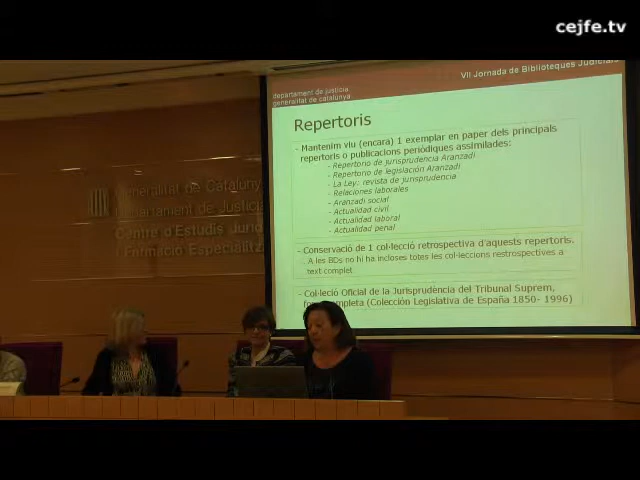 cejfe.tv
VII Jornada de Biblioteques Judicials
departament de justícia
generalitat de catalunya
Repertoris
- Mantenim viu (encara) 1 exemplar en paper dels principals
repertoris o publicacions periòdiques assimilades:
- Repertorio de jurisprudencia Aranzadi
- Repertorio de legislación Aranzadi
- La Ley: revista de jurisprudencia
- Relaciones laborales
- Aranzadi social
- Actualidad civil
- Actualidad laboral
- Actualidad penal
- Conservació de 1 col·lecció retrospectiva d'aquests repertoris.
. A les BDs no hi ha incloses totes les col·leccions restrospectives a
text complet
- Col·leció Oficial de la Jurisprudència del Tribunal Suprem,
completa (Colección Legislativa de España 1850- 1996)
Generalitat de Catalunya
Departament de Justícia
Centre d'Estudis Jurídi
i Formació Especialitz